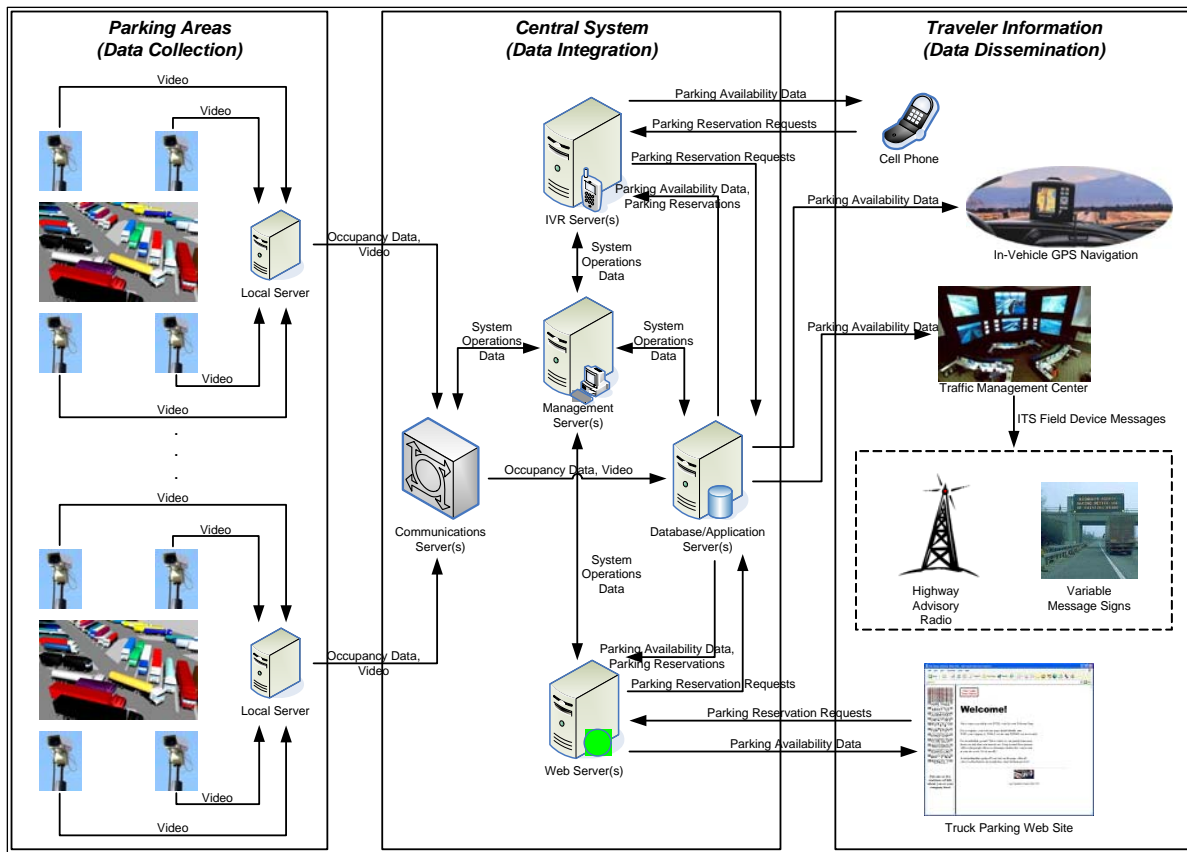 Parking Areas
(Data Collection)
Video
Video
Local Server
Video
Video
.
.
.
Video
Video
Local Server
Video
Video
Occupancy Data,
Video
Occupancy Data,
Video
Central System
(Data Integration)
IVR Server(s)
System
Operations
Data
System
Operations
Data
System
Operations
Data
Management
Server(s)
Communications
Server(s)
Occupancy Data, Video
Database/Application
Server(s)
System
Operations
Data
Parking Availability Data,
Parking Reservations
Parking Reservation Requests
Web Server(s)
Parking Availability Data
Parking Reservation Requests
Parking Reservation Requests
Parking Availability Data,
Parking Reservations
Parking Availability Data
Parking Availability Data
Parking Reservation Requests
Parking Availability Data
Traveler Information
(Data Dissemination)
Cell Phone
In-Vehicle GPS Navigation
Traffic Management Center
ITS Field Device Messages
Highway
Advisory
Radio
Variable
Message Signs
Welcome!
Truck Parking Web Site